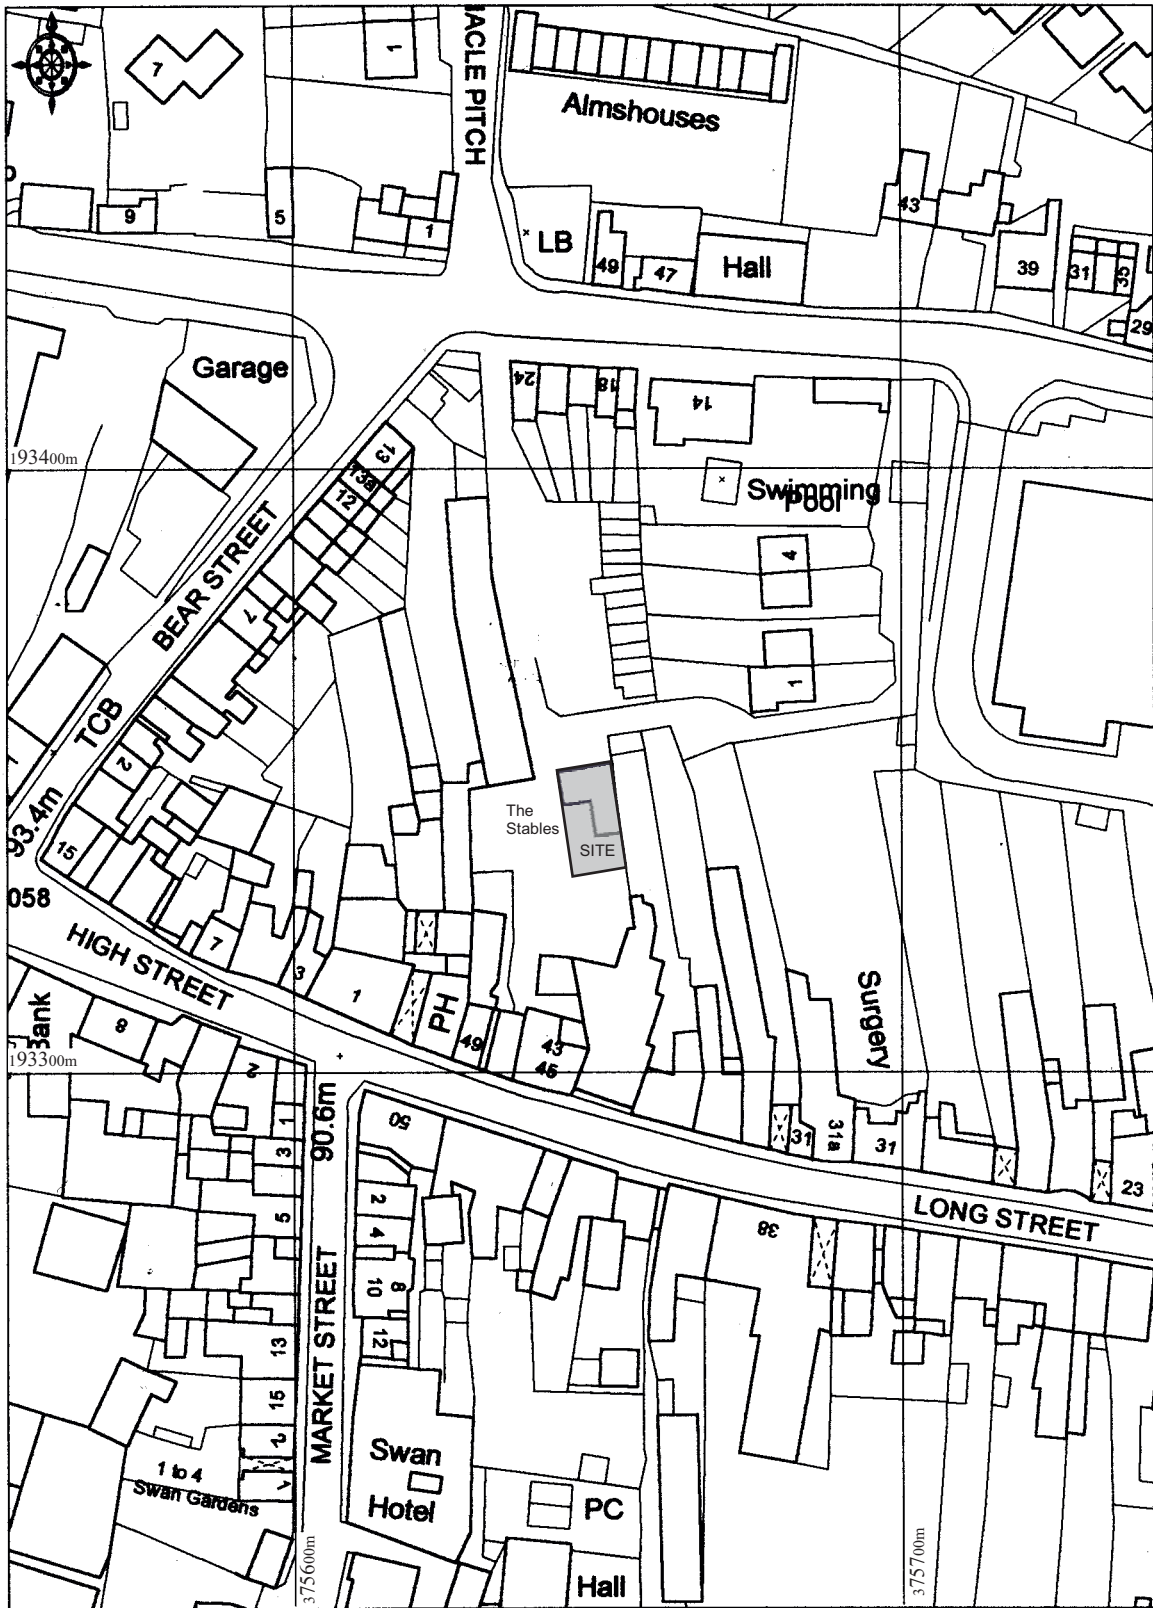 7
1
ACLE PITCH
Almshouses
9
5
1
LB
49
47
Hall
43
39
31
35
29
Garage
24
18
14
13
13a
12
193400m
Swimming
Pool
4
1
BEAR STREET
7
TCB
2
93.4m
15
058
The
Stables
SITE
HIGH STREET
7
3
1
PH
49
43
45
Surgery
Bank
8
2
193300m
90.6m
50
31
31a
31
23
LONG STREET
1
3
5
2
4
8
10
12
38
MARKET STREET
13
15
Swan
Hotel
1 to 4
Swan Gardens
PC
Hall
375600m
375700m